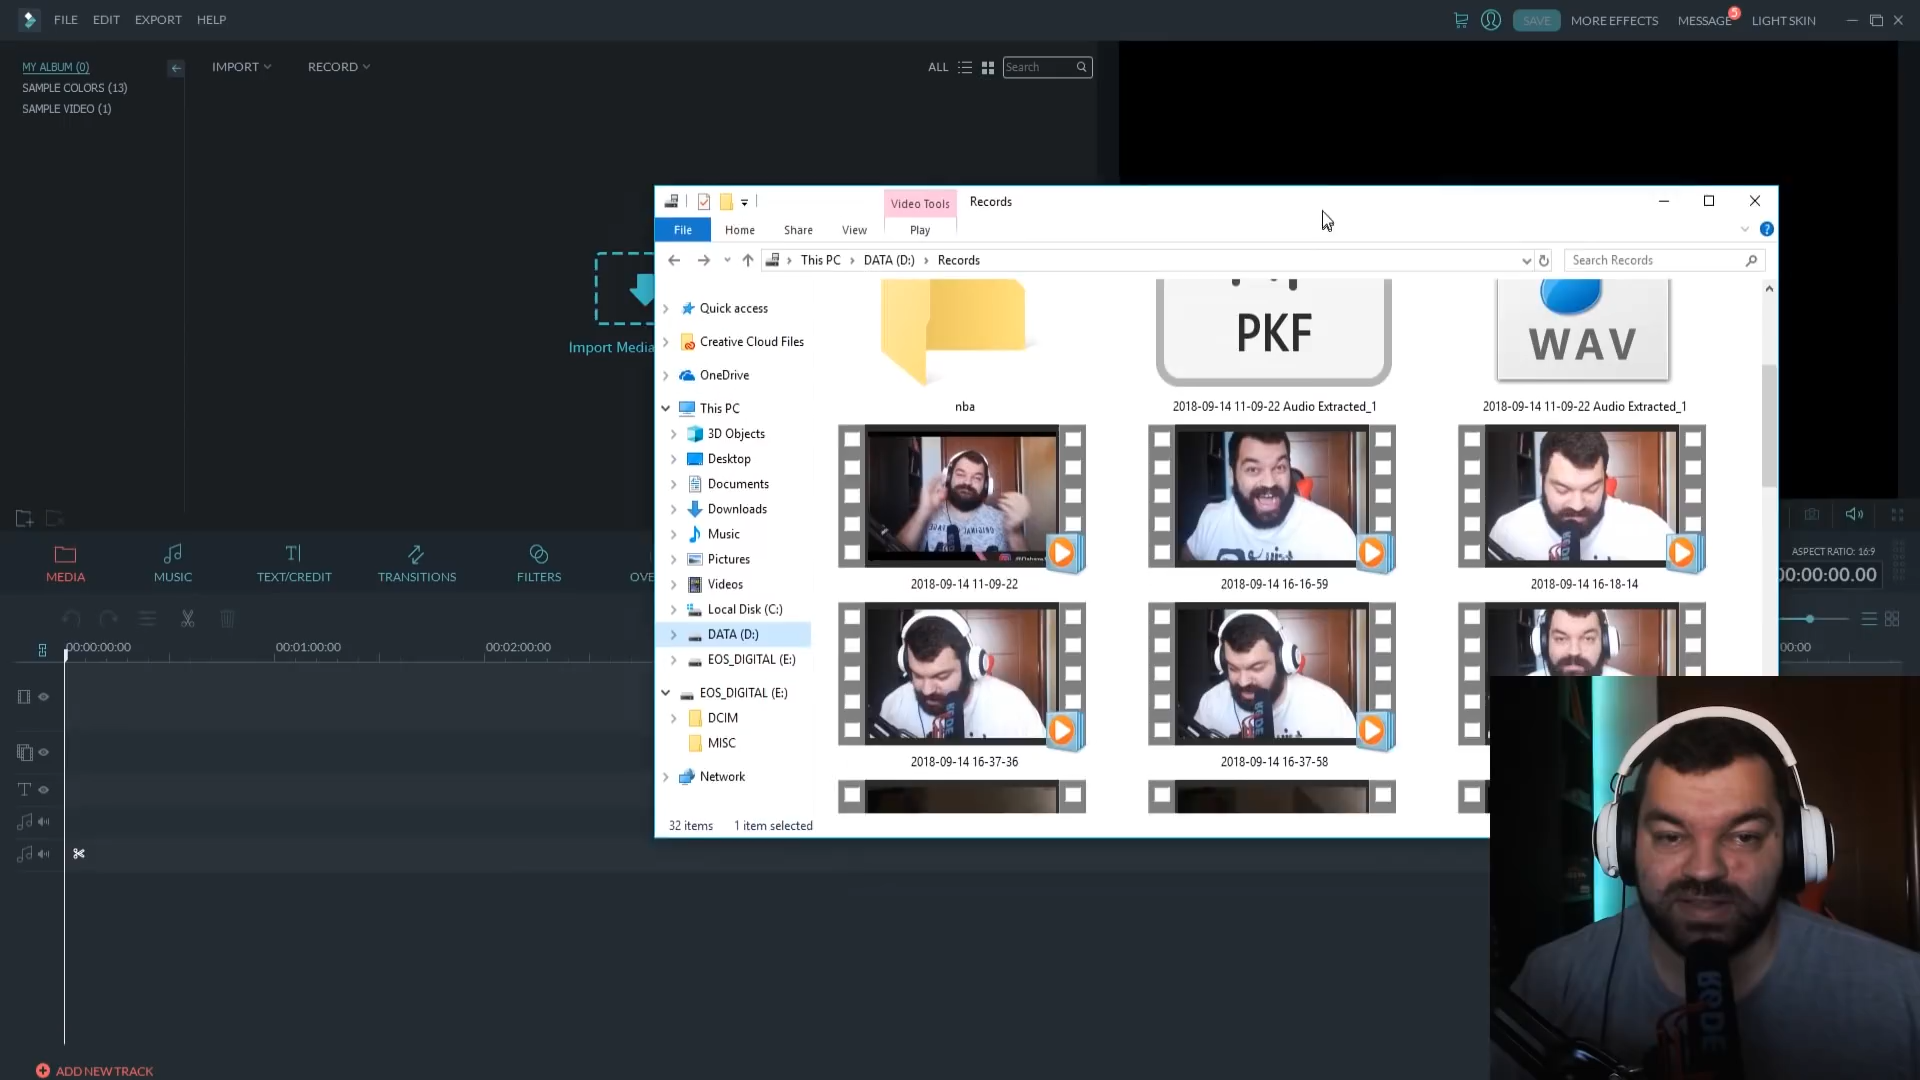 FILE EDIT EXPORT HELP
SAVE MORE EFFECTS MESSAGE 5 LIGHT SKIN
MY ALBUM (0)
SAMPLE COLORS (13)
SAMPLE VIDEO (1)
IMPORT RECORD
ALL Search
Import Media
Video Tools Records
File Home Share View Play
This PC DATA (D:) Records
Search Records
Quick access
Creative Cloud Files
OneDrive
This PC
3D Objects
Desktop
Documents
Downloads
Music
Pictures
Videos
Local Disk (C:)
DATA (D:)
EOS_DIGITAL (E:)
EOS_DIGITAL (E:)
DCIM
MISC
Network
32 items 1 item selected
PKF
WAV
nba
2018-09-14 11-09-22 Audio Extracted_1
2018-09-14 11-09-22 Audio Extracted_1
2018-09-14 11-09-22
2018-09-14 16-16-59
2018-09-14 16-18-14
2018-09-14 16-37-36
2018-09-14 16-37-58
MEDIA
MUSIC
TEXT/CREDIT
TRANSITIONS
FILTERS
OVE
ASPECT RATIO: 16:9
00:00:00.00
00:00:00:00 00:01:00:00 00:02:00:00
00:00
ADD NEW TRACK
RØDE